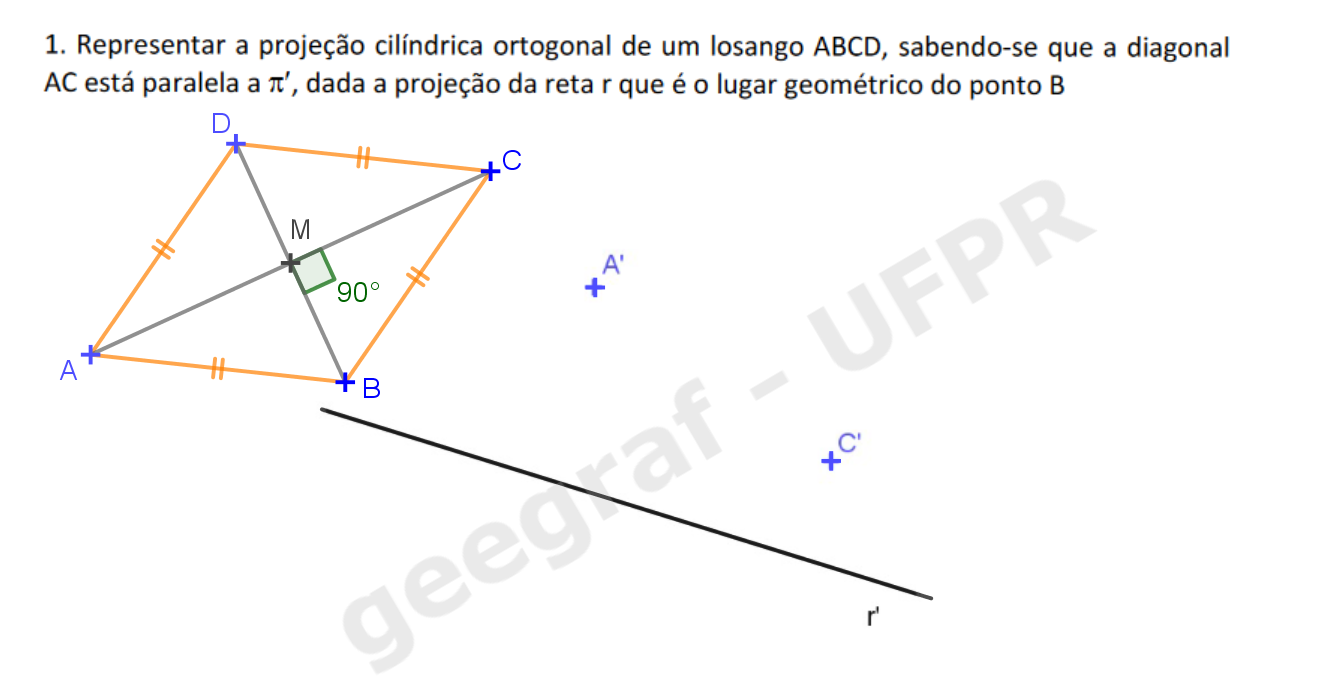 1. Representar a projeção cilíndrica ortogonal de um losango ABCD, sabendo-se que a diagonal
AC está paralela a π′, dada a projeção da reta r que é o lugar geométrico do ponto B
D
C
M
A'
90°
A
B
C'
r'
geegraf - UFPR